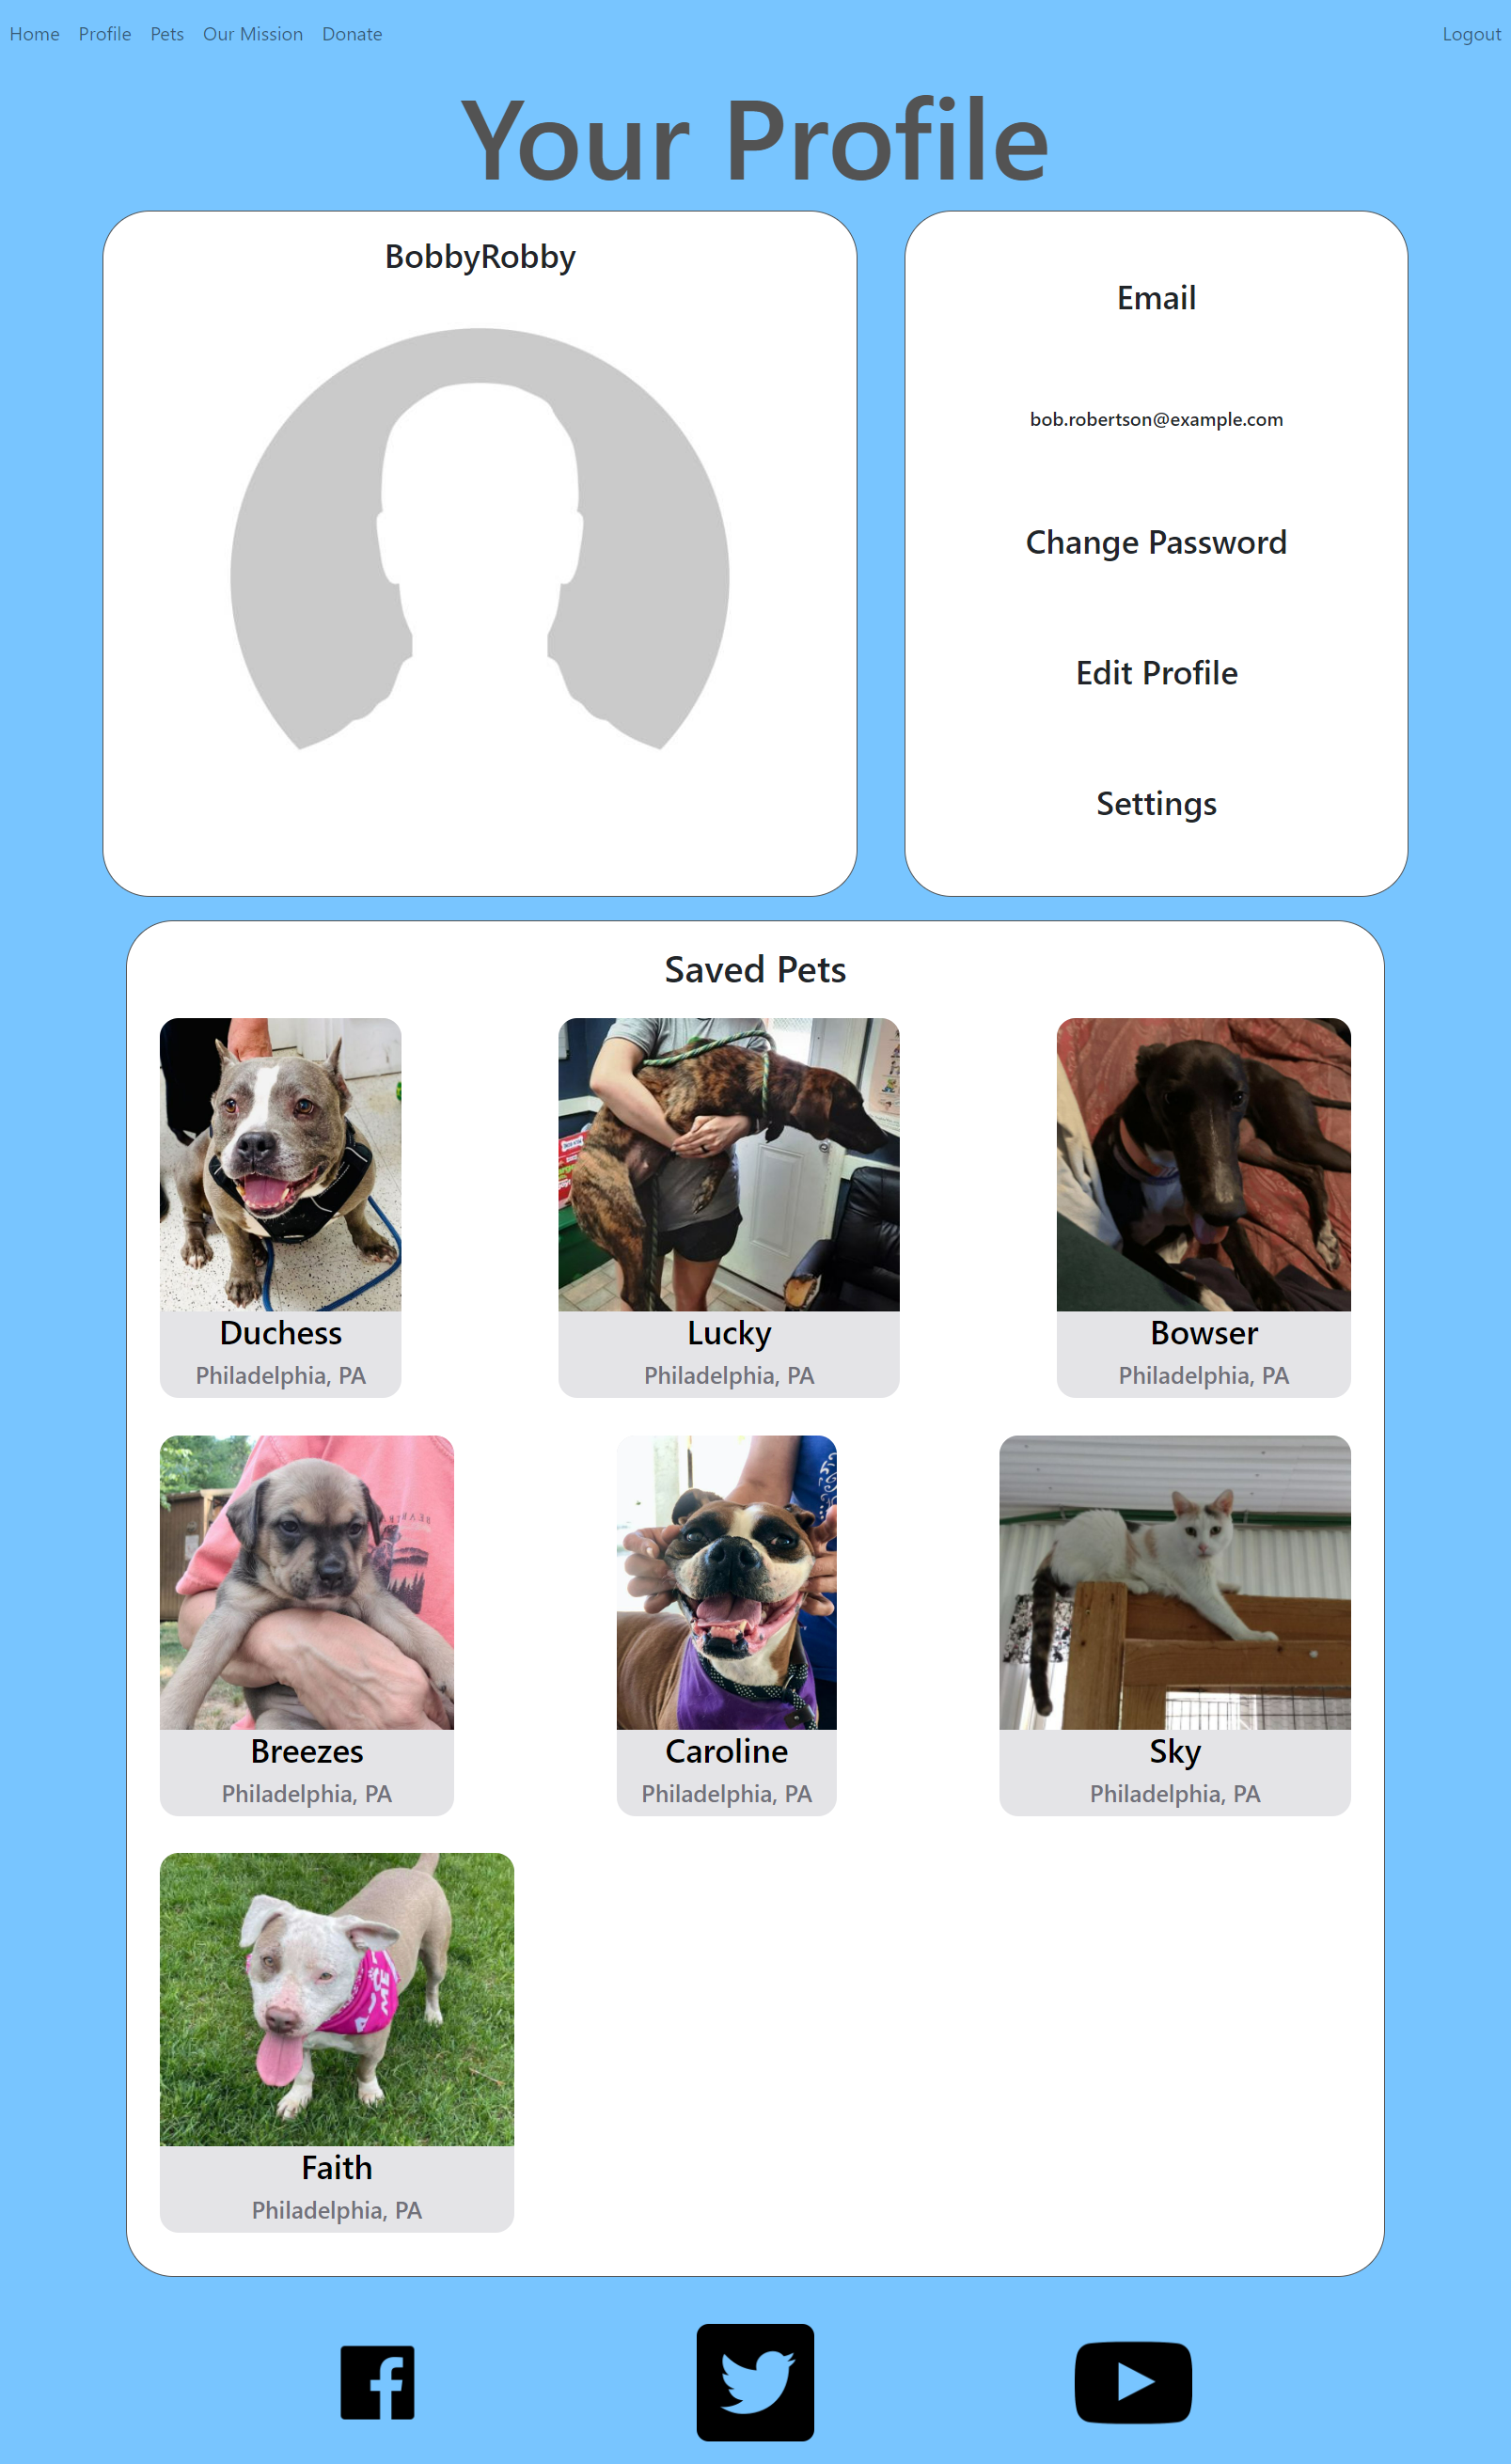 Home Profile Pets Our Mission Donate Logout
Your Profile
BobbyRobby
Email
bob.robertson@example.com
Change Password
Edit Profile
Settings
Saved Pets
Duchess
Philadelphia, PA
Lucky
Philadelphia, PA
Bowser
Philadelphia, PA
Breezes
Philadelphia, PA
Caroline
Philadelphia, PA
Sky
Philadelphia, PA
ME
Faith
Philadelphia, PA